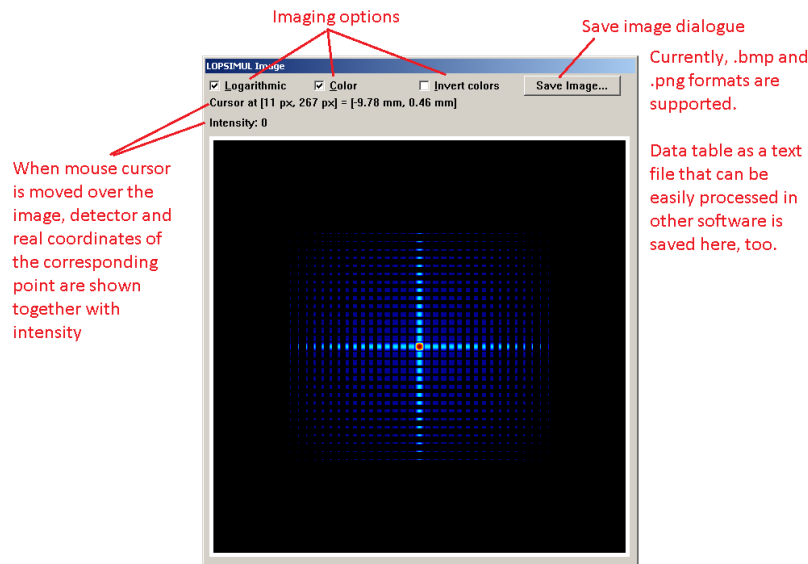 Imaging options
Save image dialogue
Currently, .bmp and
.png formats are
supported.
Data table as a text
file that can be
easily processed in
other software is
saved here, too.
When mouse cursor
is moved over the
image, detector and
real coordinates of
the corresponding
point are shown
together with
intensity
LOPSIMUL Image
Logarithmic
Color
Invert colors
Save Image...
Cursor at [11 px, 267 px] = [-9.78 mm, 0.46 mm]
Intensity: 0